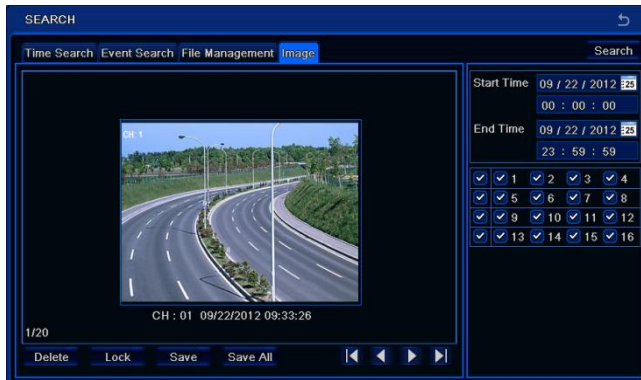 SEARCH
Time Search Event Search File Management Image
Search
CH: 1
CH : 01 09/22/2012 09:33:26
1/20
Delete Lock Save Save All
Start Time 09 / 22 / 2012 25
00 : 00 : 00
End Time 09 / 22 / 2012 25
23 : 59 : 59
1 2 3 4
5 6 7 8
9 10 11 12
13 14 15 16